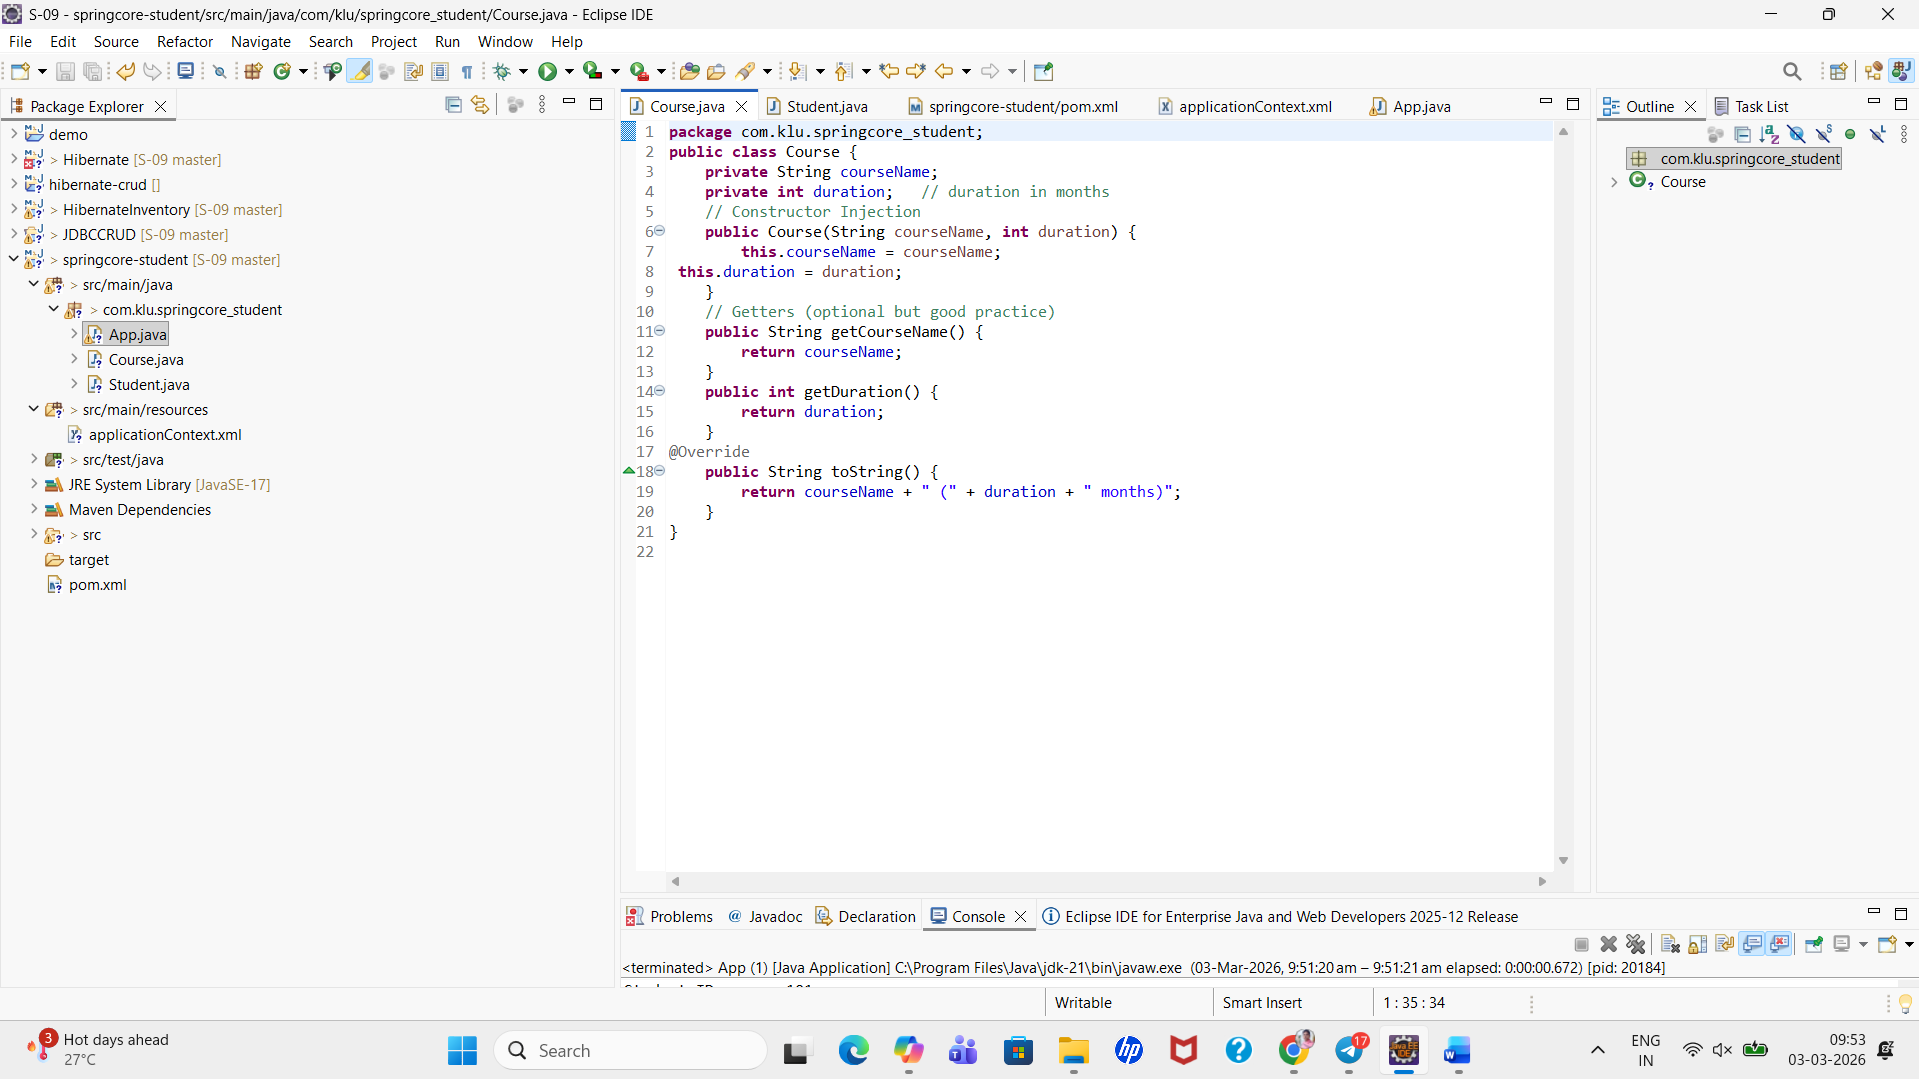 S-09 - springcore-student/src/main/java/com/klu/springcore_student/Course.java - Eclipse IDE
File Edit Source Refactor Navigate Search Project Run Window Help
Package Explorer
demo
> Hibernate [S-09 master]
hibernate-crud []
> HibernateInventory [S-09 master]
> JDBCCRUD [S-09 master]
> springcore-student [S-09 master]
> src/main/java
> com.klu.springcore_student
App.java
Course.java
Student.java
> src/main/resources
applicationContext.xml
> src/test/java
JRE System Library [JavaSE-17]
Maven Dependencies
> src
target
pom.xml
Course.java Student.java springcore-student/pom.xml applicationContext.xml App.java
1 package com.klu.springcore_student;
2 public class Course {
3     private String courseName;
4     private int duration;   // duration in months
5     // Constructor Injection
6     public Course(String courseName, int duration) {
7         this.courseName = courseName;
8  this.duration = duration;
9     }
10     // Getters (optional but good practice)
11     public String getCourseName() {
12         return courseName;
13     }
14     public int getDuration() {
15         return duration;
16     }
17 @Override
18     public String toString() {
19         return courseName + " (" + duration + " months)";
20     }
21 }
22
Outline Task List
com.klu.springcore_student
Course
Problems @ Javadoc Declaration Console Eclipse IDE for Enterprise Java and Web Developers 2025-12 Release
<terminated> App (1) [Java Application] C:\Program Files\Java\jdk-21\bin\javaw.exe (03-Mar-2026, 9:51:20 am – 9:51:21 am elapsed: 0:00:00.672) [pid: 20184]
Writable Smart Insert 1 : 35 : 34
3
Hot days ahead
27°C
Search
17
ENG
IN
09:53
03-03-2026